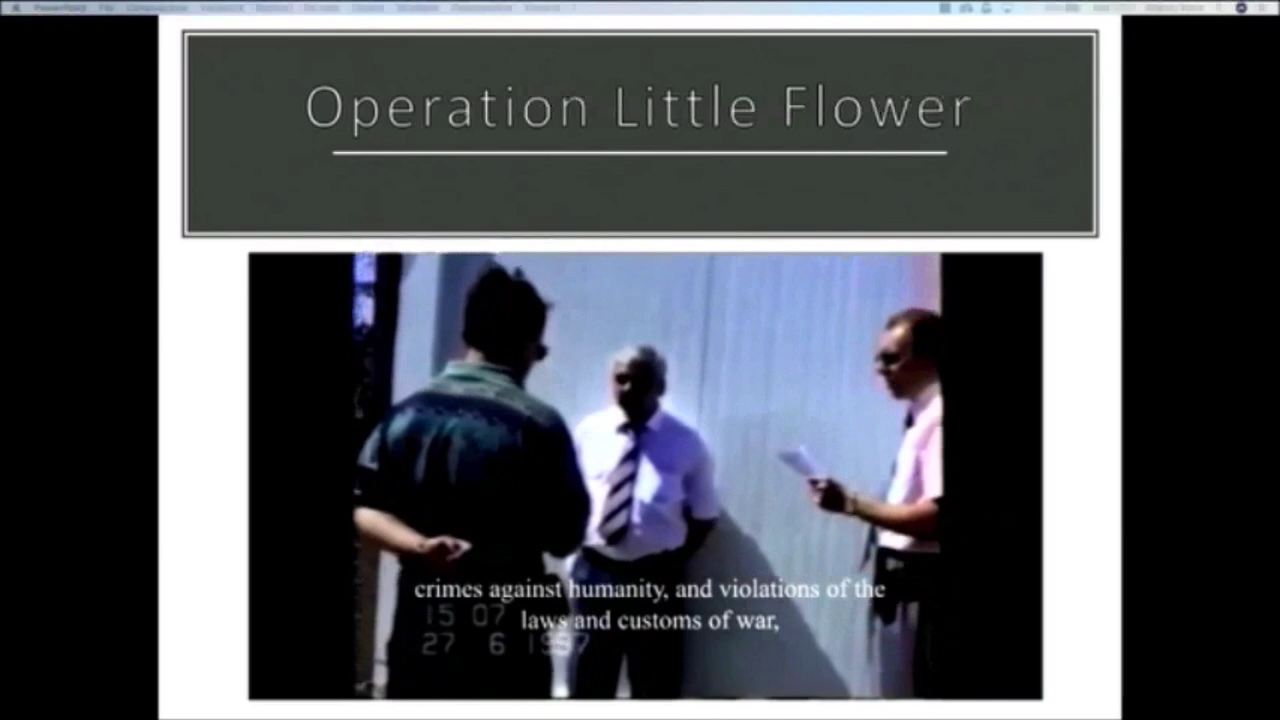 PowerPoint
Operation Little Flower
crimes against humanity, and violations of the
laws and customs of war,
15 07
27 6 1997